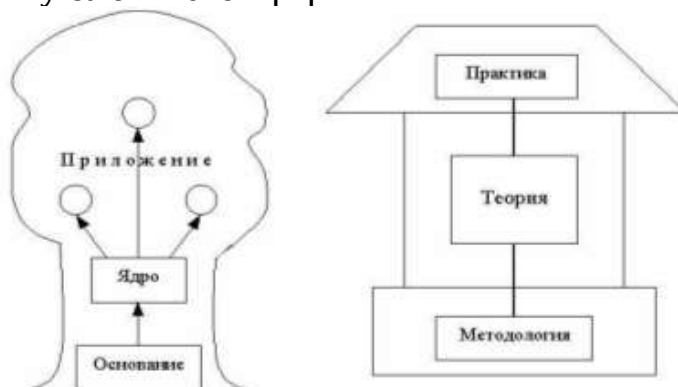 Приложение
Ядро
Основание
Практика
Теория
Методология